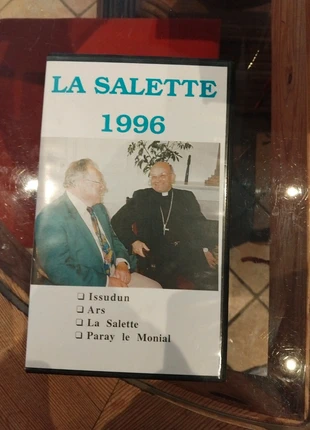 LA SALETTE
1996
❏ Issudun
❏ Ars
❏ La Salette
❏ Paray le Monial